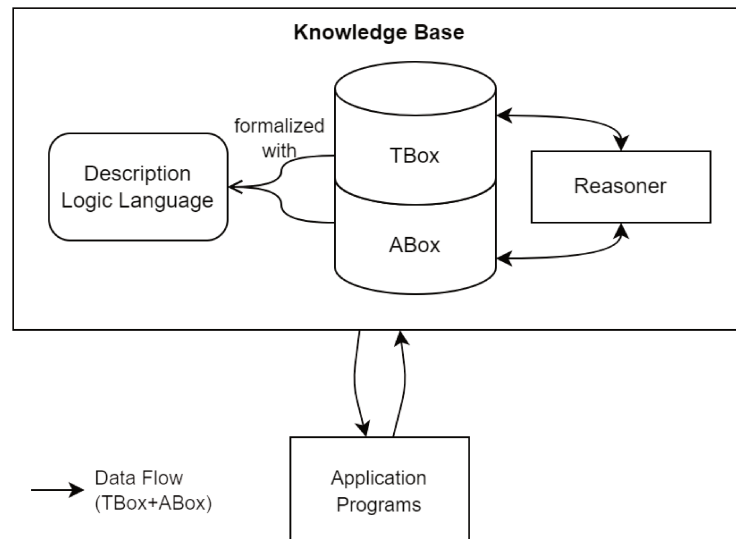 Knowledge Base
formalized
with
Description
Logic Language
TBox
ABox
Reasoner
Application
Programs
Data Flow
(TBox+ABox)